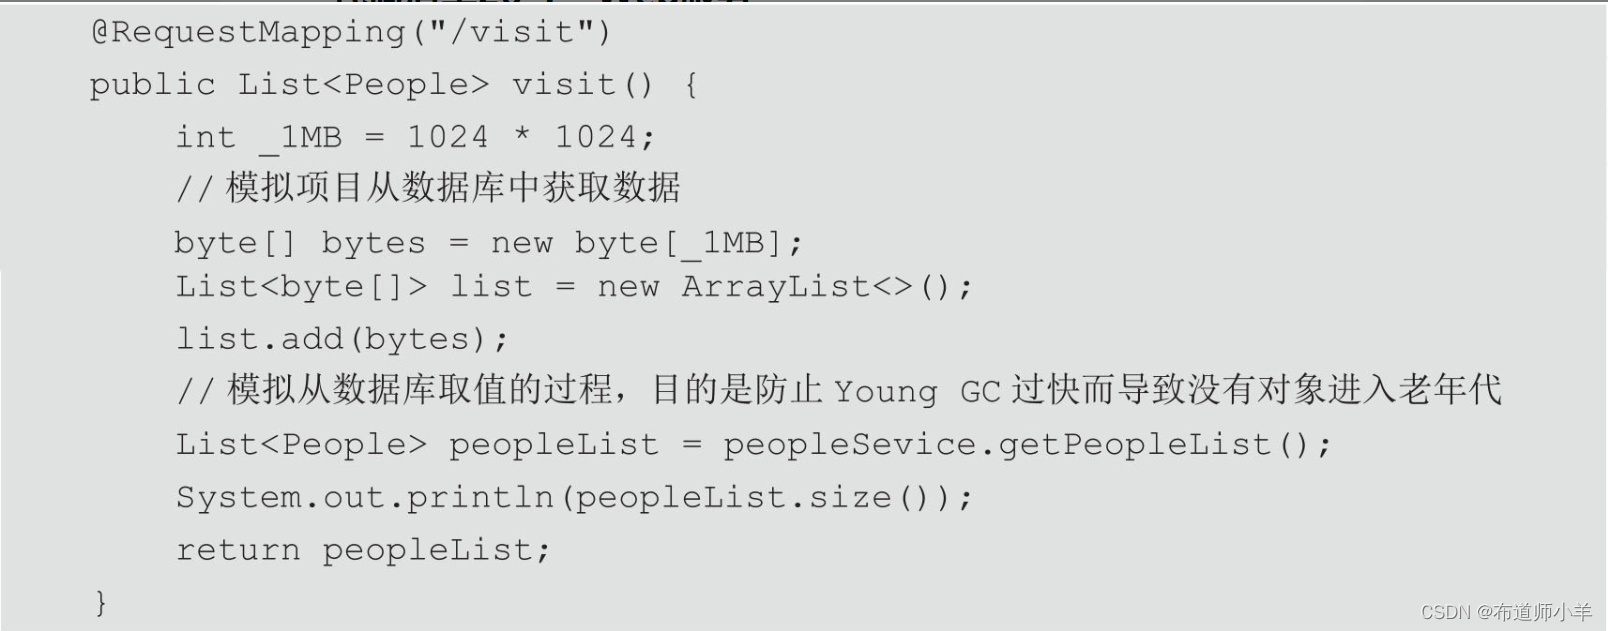 @RequestMapping("/visit")
public List<People> visit() {
int _1MB = 1024 * 1024;
// 模拟项目从数据库中获取数据
byte[] bytes = new byte[_1MB];
List<byte[]> list = new ArrayList<>();
list.add(bytes);
// 模拟从数据库取值的过程，目的是防止 Young GC 过快而导致没有对象进入老年代
List<People> peopleList = peopleSevice.getPeopleList();
System.out.println(peopleList.size());
return peopleList;
}
CSDN @布道师小羊